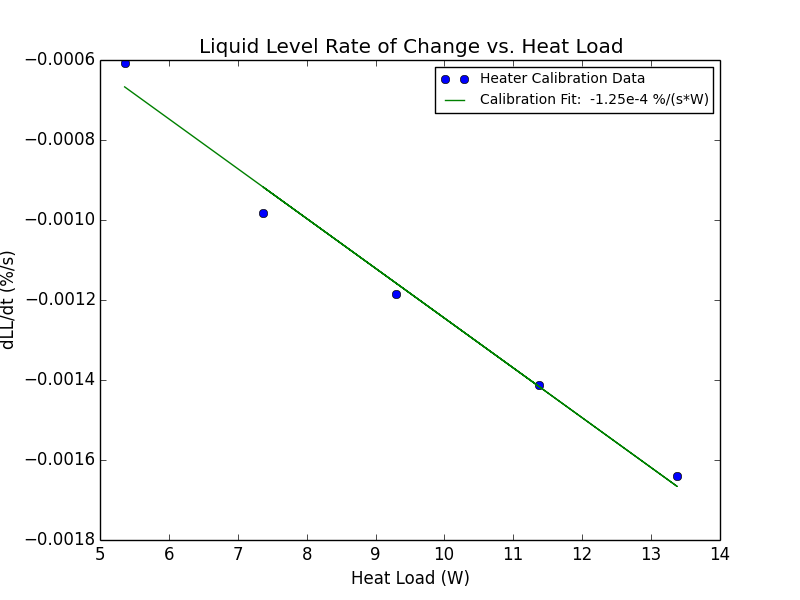 Liquid Level Rate of Change vs. Heat Load
Heater Calibration Data
Calibration Fit:  -1.25e-4 %/(s*W)
−0.0006
−0.0008
−0.0010
−0.0012
−0.0014
−0.0016
−0.0018
dLL/dt (%/s)
5 6 7 8 9 10 11 12 13 14
Heat Load (W)